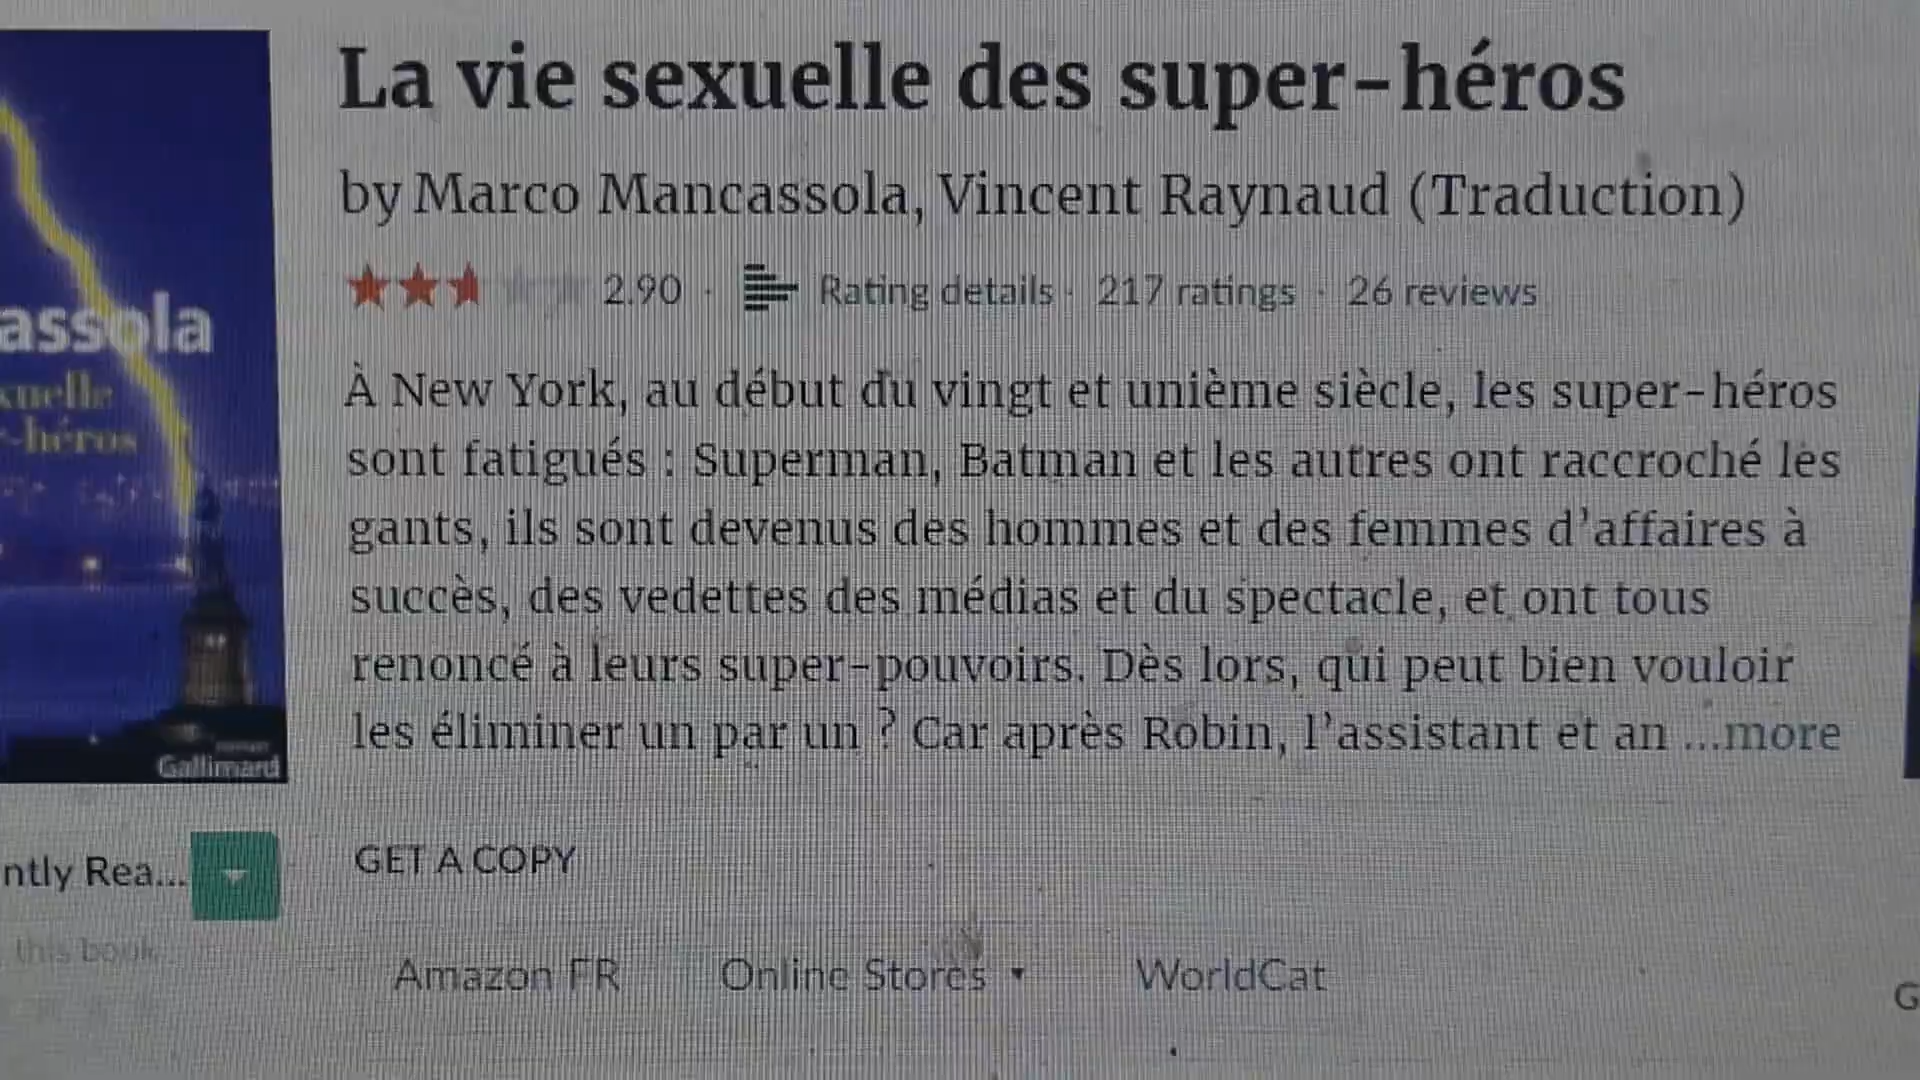 La vie sexuelle des super-héros
by Marco Mancassola, Vincent Raynaud (Traduction)
2.90 · Rating details · 217 ratings · 26 reviews
À New York, au début du vingt et unième siècle, les super-héros
sont fatigués : Superman, Batman et les autres ont raccroché les
gants, ils sont devenus des hommes et des femmes d’affaires à
succès, des vedettes des médias et du spectacle, et ont tous
renoncé à leurs super-pouvoirs. Dès lors, qui peut bien vouloir
les éliminer un par un ? Car après Robin, l’assistant et an ...more
assola
xuelle
-héros
Gallimard
ntly Rea...
this book
GET A COPY
Amazon FR
Online Stores
WorldCat
G